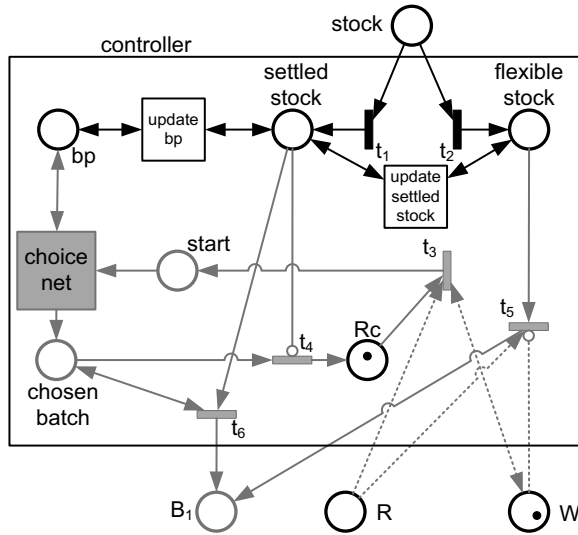 stock
controller
settled
stock
flexible
stock
update
bp
bp
t1
t2
update
settled
stock
choice
net
start
t3
t5
Rc
t4
chosen
batch
t6
B1
R
W